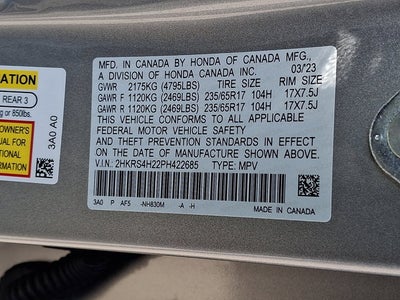 MFD. IN CANADA BY HONDA OF CANADA MFG.,
A DIVISION OF HONDA CANADA INC. 03/23
GVWR 2175KG (4795LBS) TIRE SIZE RIM SIZE
GAWR F 1120KG (2469LBS) 235/65R17 104H 17X7.5J
GAWR R 1120KG (2469LBS) 235/65R17 104H 17X7.5J
THIS VEHICLE CONFORMS TO ALL APPLICABLE
FEDERAL MOTOR VEHICLE SAFETY
AND THEFT PREVENTION STANDARDS IN EFFECT
ON THE DATE OF MANUFACTURE SHOWN ABOVE.
V.I.N: 2HKRS4H22PH422685 TYPE: MPV
3A0 P AF5 -NH830M -A -H MADE IN CANADA
3A0 A0
REAR 3
or 850lbs.
OWNER'S
MANUAL FOR